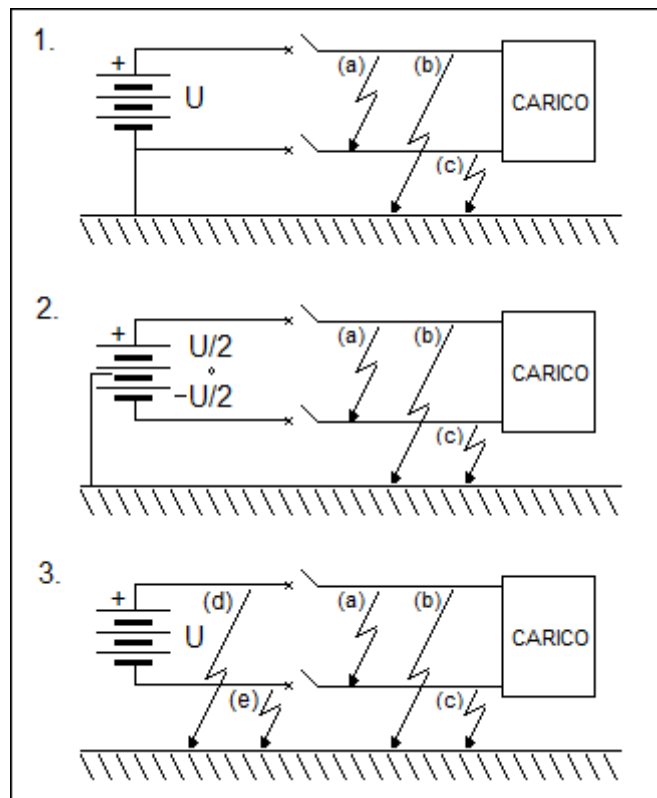 1.
+
U
(a)
(b)
(c)
CARICO
2.
+
U/2
°
−U/2
(a)
(b)
(c)
CARICO
3.
+
U
(d)
(e)
(a)
(b)
(c)
CARICO